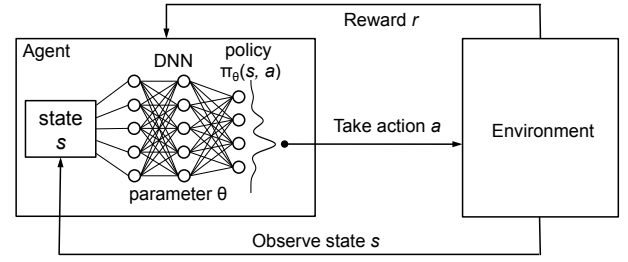 Reward r
Agent
DNN
policy
πθ(s, a)
state
s
parameter θ
Take action a
Environment
Observe state s